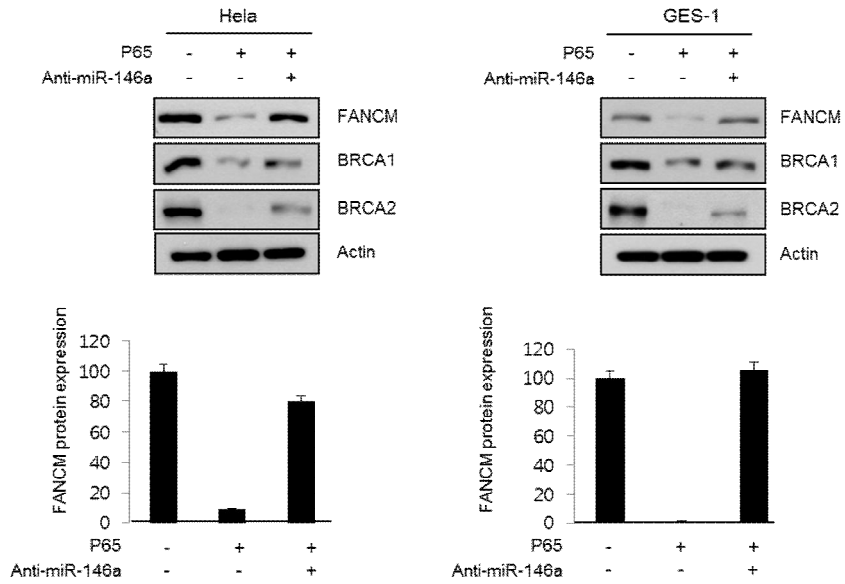 Hela
P65 - + +
Anti-miR-146a - - +
FANCM
BRCA1
BRCA2
Actin
FANCM protein expression
120
100
80
60
40
20
0
P65 - + +
Anti-miR-146a - - +
GES-1
P65 - + +
Anti-miR-146a - - +
FANCM
BRCA1
BRCA2
Actin
FANCM protein expression
120
100
80
60
40
20
0
P65 - + +
Anti-miR-146a - - +